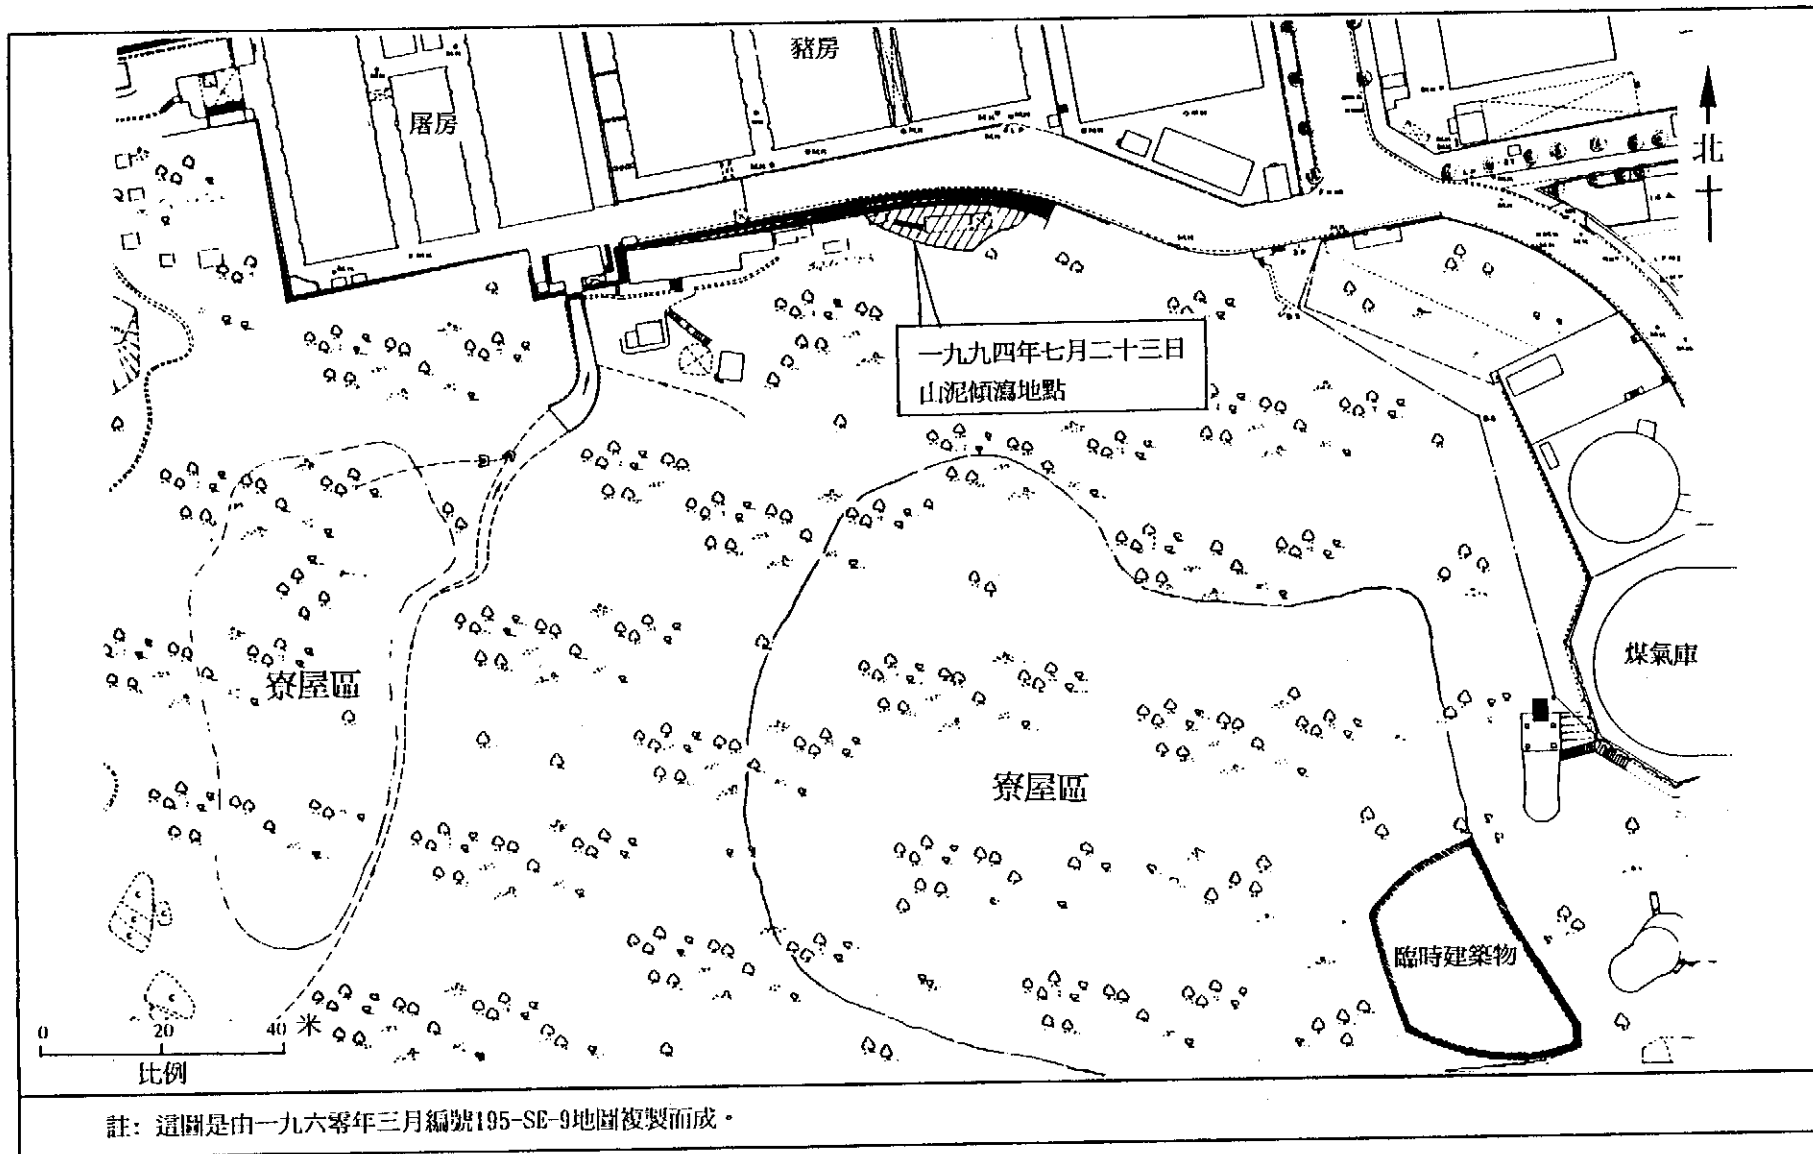 豬房
屠房
北
一九九四年七月二十三日
山泥傾瀉地點
煤氣庫
寮屋區
寮屋區
臨時建築物
0 20 40 米
比例
註: 這圖是由一九六零年三月編號195-SE-9地圖複製而成。